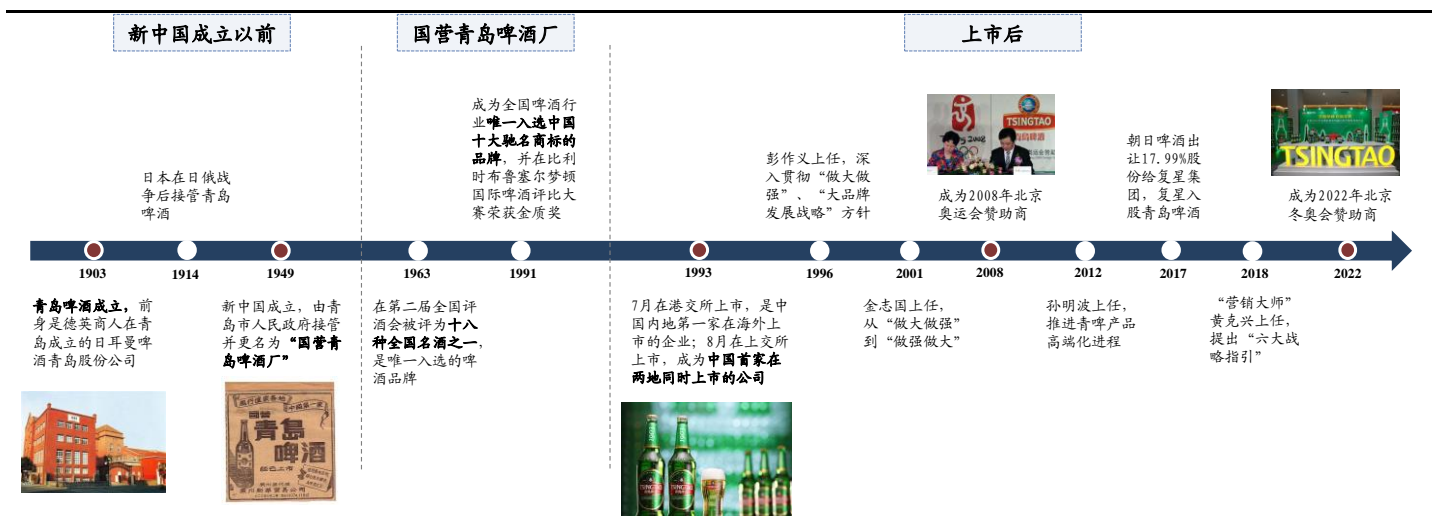 新中国成立以前
国营青岛啤酒厂
上市后
日本在日俄战
争后接管青岛
啤酒
成为全国啤酒行
业唯一入选中国
十大驰名商标的
品牌，并在比利
时布鲁塞尔梦顿
国际啤酒评比大
赛荣获金质奖
彭作义上任，深
入贯彻“做大做
强”、“大品牌
发展战略”方针
TSINGTAO
成为2008年北京
奥运会赞助商
朝日啤酒出
让17.99%股
份给复星集
团，复星入
股青岛啤酒
TSINGTAO
成为2022年北京
冬奥会赞助商
1903
1914
1949
1963
1991
1993
1996
2001
2008
2012
2017
2018
2022
青岛啤酒成立，前
身是德英商人在青
岛成立的日耳曼啤
酒青岛股份公司
新中国成立，由青
岛市人民政府接管
并更名为“国营青
岛啤酒厂”
青島
啤酒
在第二届全国评
酒会被评为十八
种全国名酒之一，
是唯一入选的啤
酒品牌
7月在港交所上市，是中
国内地第一家在海外上
市的企业；8月在上交所
上市，成为中国首家在
两地同时上市的公司
TSINGTAO
TSINGTAO
金志国上任，
从“做大做强”
到“做强做大”
孙明波上任，
推进青啤产品
高端化进程
“营销大师”
黄克兴上任，
提出“六大战
略指引”